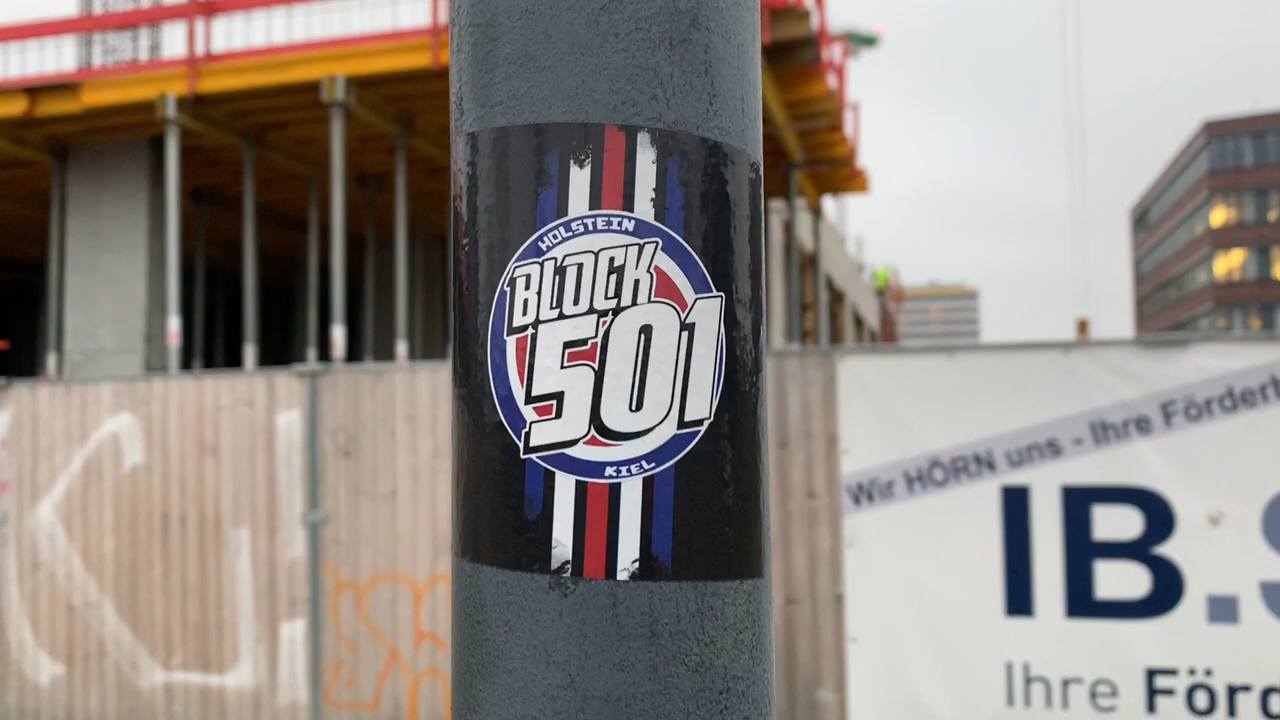 HOLSTEIN
BLOCK
501
KIEL
Wir HÖRN uns - Ihre Förder
IB.
Ihre Förd